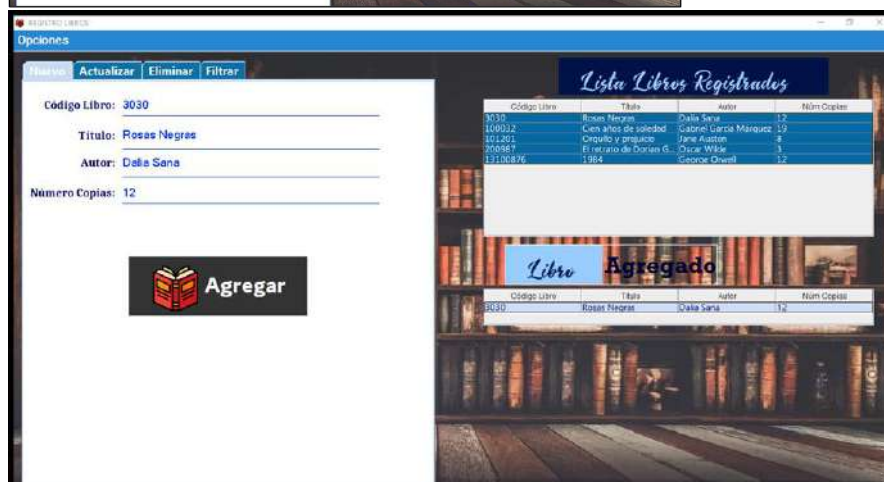 REGISTRO LIBROS
Opciones
Nuevo Actualizar Eliminar Filtrar
Código Libro: 3030
Título: Rosas Negras
Autor: Dalia Sana
Número Copias: 12
Agregar
Lista Libros Registrados
Código Libro Título Autor Núm Copias
3030 Rosas Negras Dalia Sana 12
100032 Cien años de soledad Gabriel García Márquez 19
101201 Orgullo y prejuicio Jane Austen 8
200987 El retrato de Dorian G... Oscar Wilde 3
13100876 1984 George Orwell 12
Libro Agregado
Código Libro Título Autor Núm Copias
3030 Rosas Negras Dalia Sana 12